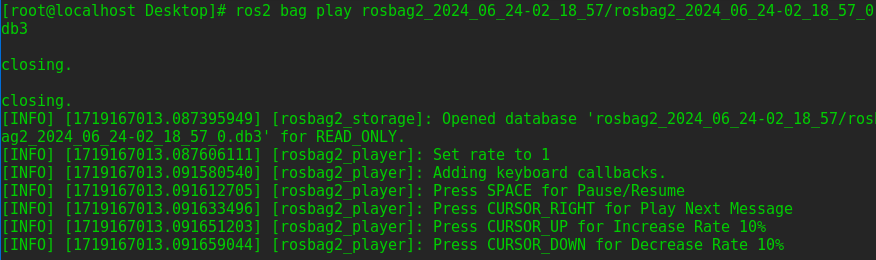 [root@localhost Desktop]# ros2 bag play rosbag2_2024_06_24-02_18_57/rosbag2_2024_06_24-02_18_57_0
db3
closing.
closing.
[INFO] [1719167013.087395949] [rosbag2_storage]: Opened database 'rosbag2_2024_06_24-02_18_57/ros
ag2_2024_06_24-02_18_57_0.db3' for READ_ONLY.
[INFO] [1719167013.087606111] [rosbag2_player]: Set rate to 1
[INFO] [1719167013.091580540] [rosbag2_player]: Adding keyboard callbacks.
[INFO] [1719167013.091612705] [rosbag2_player]: Press SPACE for Pause/Resume
[INFO] [1719167013.091633496] [rosbag2_player]: Press CURSOR_RIGHT for Play Next Message
[INFO] [1719167013.091651203] [rosbag2_player]: Press CURSOR_UP for Increase Rate 10%
[INFO] [1719167013.091659044] [rosbag2_player]: Press CURSOR_DOWN for Decrease Rate 10%